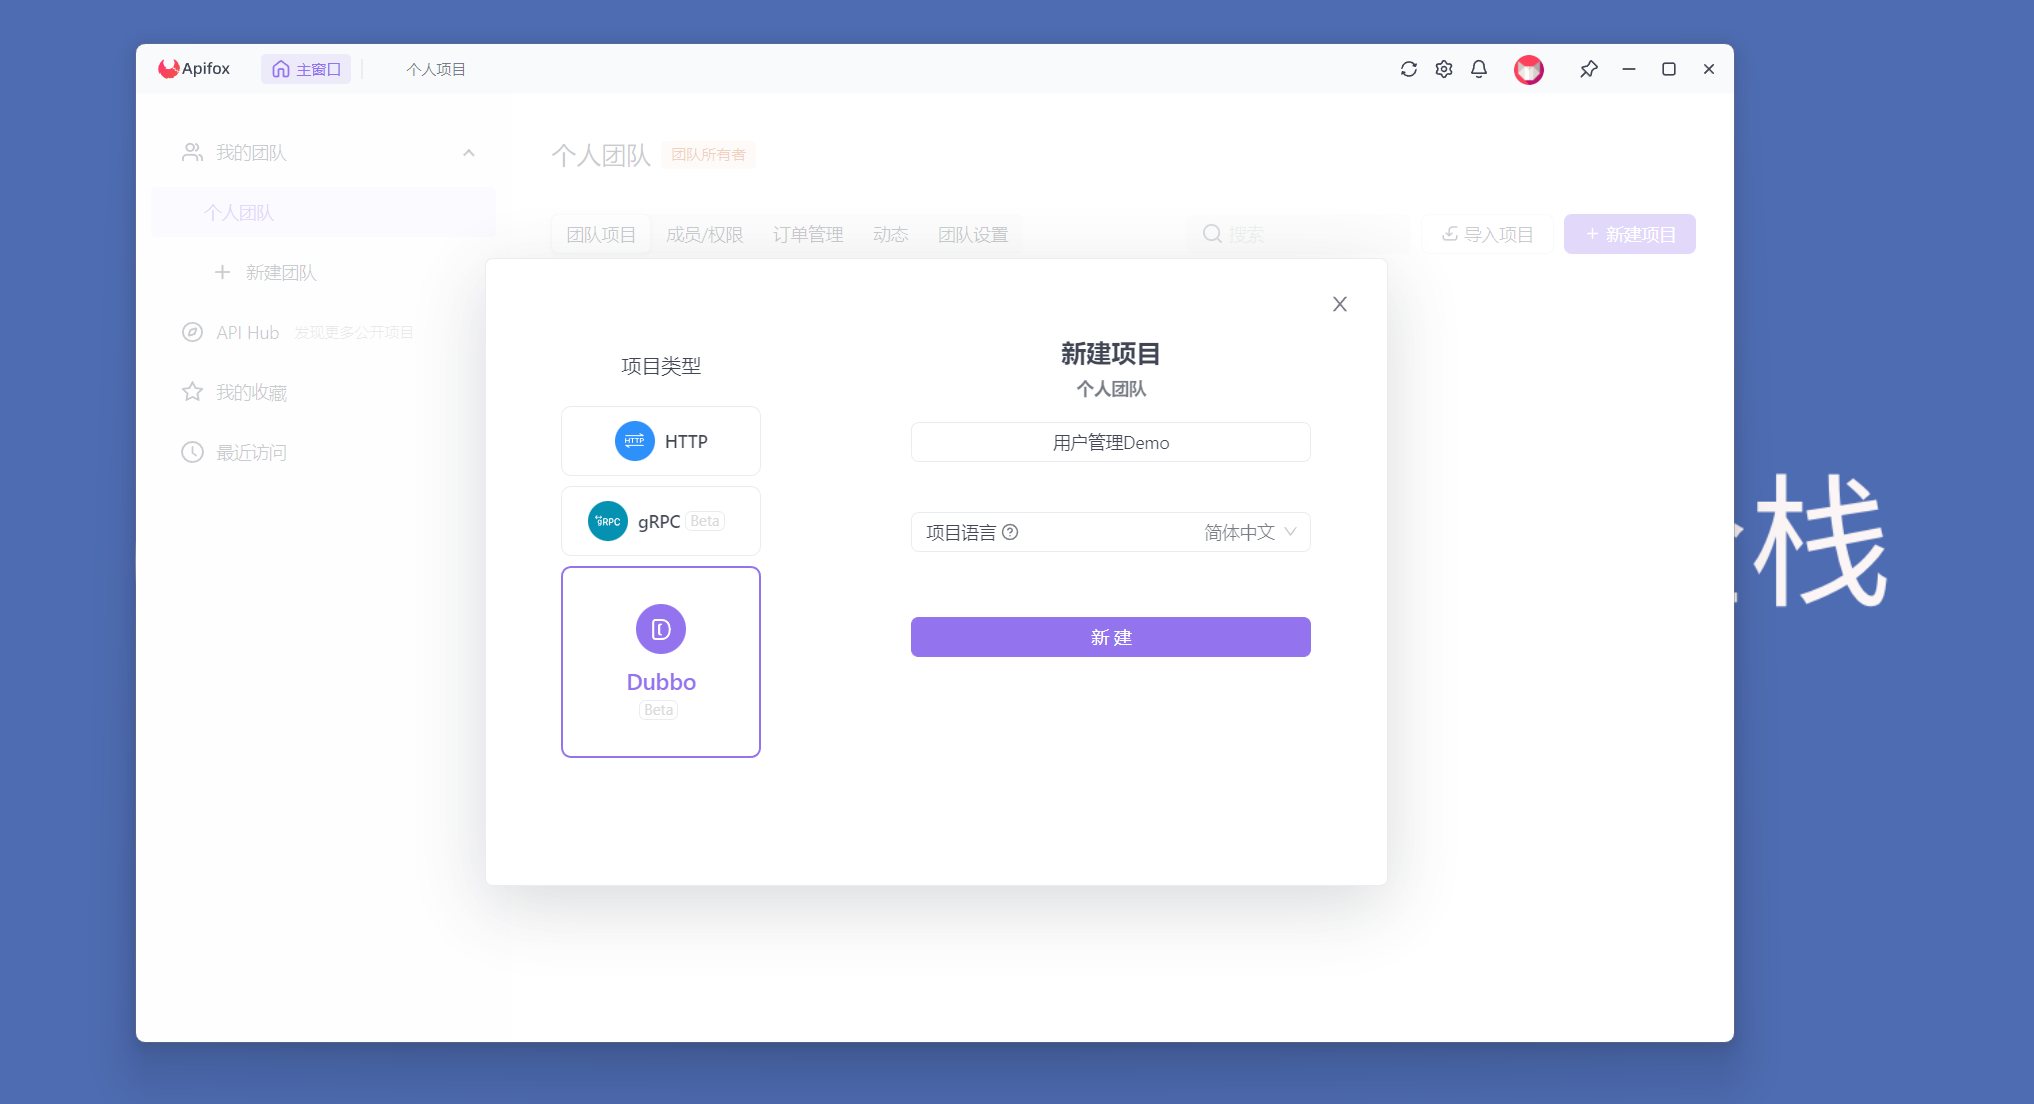 Apifox 主窗口 个人项目
我的团队
个人团队
新建团队
API Hub 发现更多公开项目
我的收藏
最近访问
个人团队 团队所有者
团队项目 成员/权限 订单管理 动态 团队设置 搜索 导入项目 + 新建项目
项目类型
HTTP
HTTP
gRPC
gRPC Beta
Dubbo
Beta
新建项目
个人团队
用户管理Demo
项目语言 简体中文
新 建
栈